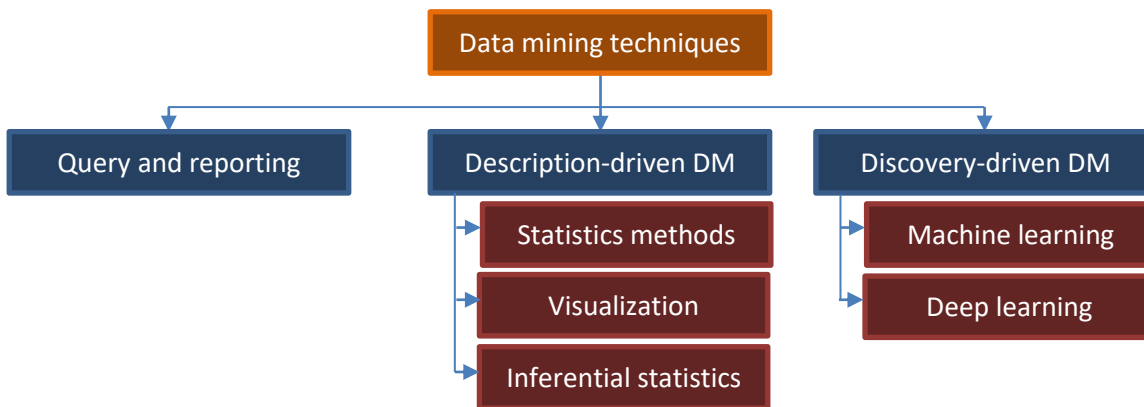 Data mining techniques
Query and reporting
Description-driven DM
Discovery-driven DM
Statistics methods
Machine learning
Visualization
Deep learning
Inferential statistics